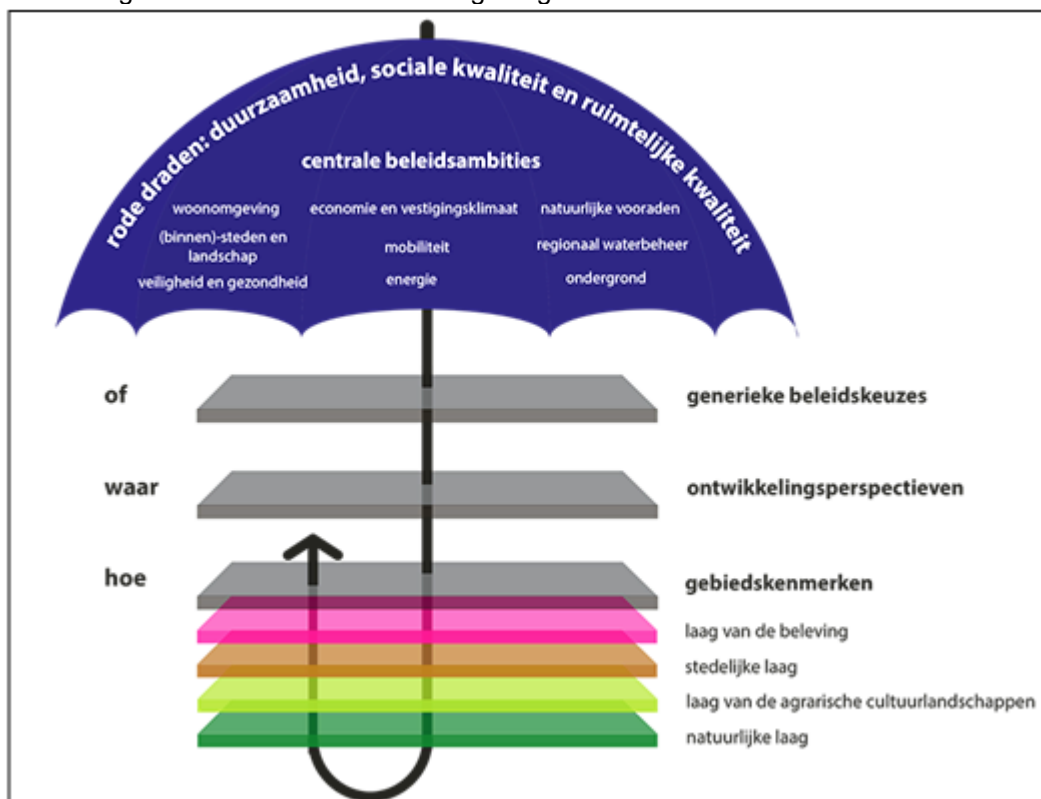 rode draden: duurzaamheid, sociale kwaliteit en ruimtelijke kwaliteit
centrale beleidsambities
woonomgeving
economie en vestigingsklimaat
natuurlijke vooraden
(binnen)-steden en
landschap
mobiliteit
regionaal waterbeheer
veiligheid en gezondheid
energie
ondergrond
of
generieke beleidskeuzes
waar
ontwikkelingsperspectieven
hoe
gebiedskenmerken
laag van de beleving
stedelijke laag
laag van de agrarische cultuurlandschappen
natuurlijke laag